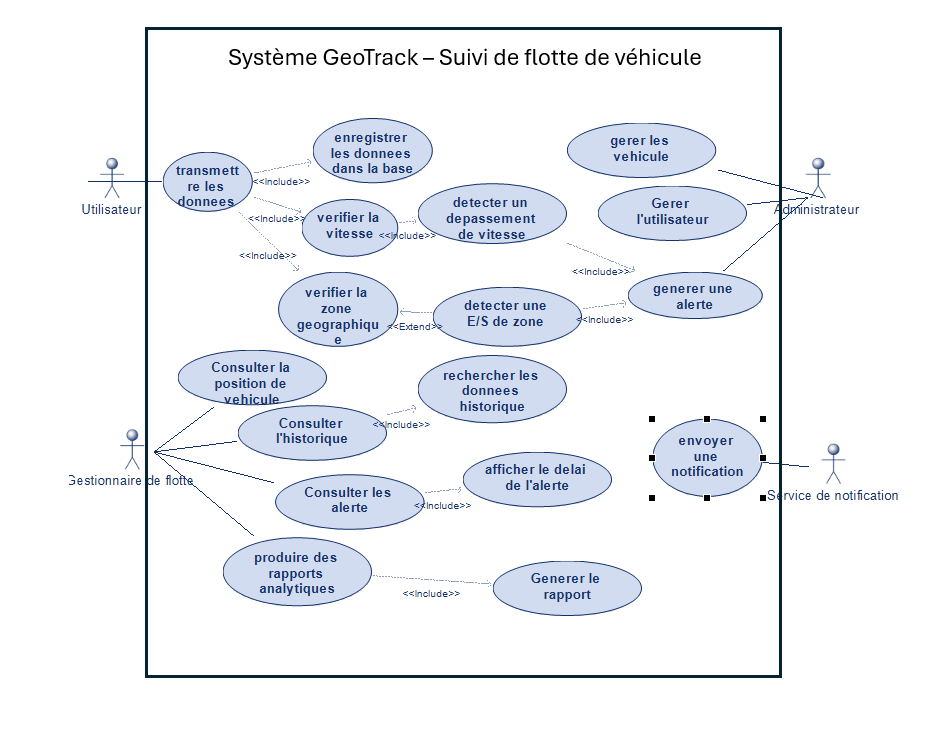 Système GeoTrack – Suivi de flotte de véhicule
enregistrer
les donnees
dans la base
gerer les
vehicule
transmett
re les
donnees
<<Include>>
Utilisateur
verifier la
vitesse
<<Include>>
detecter un
depassement
de vitesse
<<Include>>
Gerer
l'utilisateur
Administrateur
<<Include>>
<<Include>>
verifier la
zone
geographiqu
e
<<Extend>>
detecter une
E/S de zone
<<Include>>
generer une
alerte
Consulter la
position de
vehicule
rechercher les
donnees
historique
Consulter
l'historique
<<Include>>
envoyer
une
notification
Gestionnaire de flotte
Service de notification
afficher le delai
de l'alerte
Consulter les
alerte
<<Include>>
produire des
rapports
analytiques
<<Include>>
Generer le
rapport